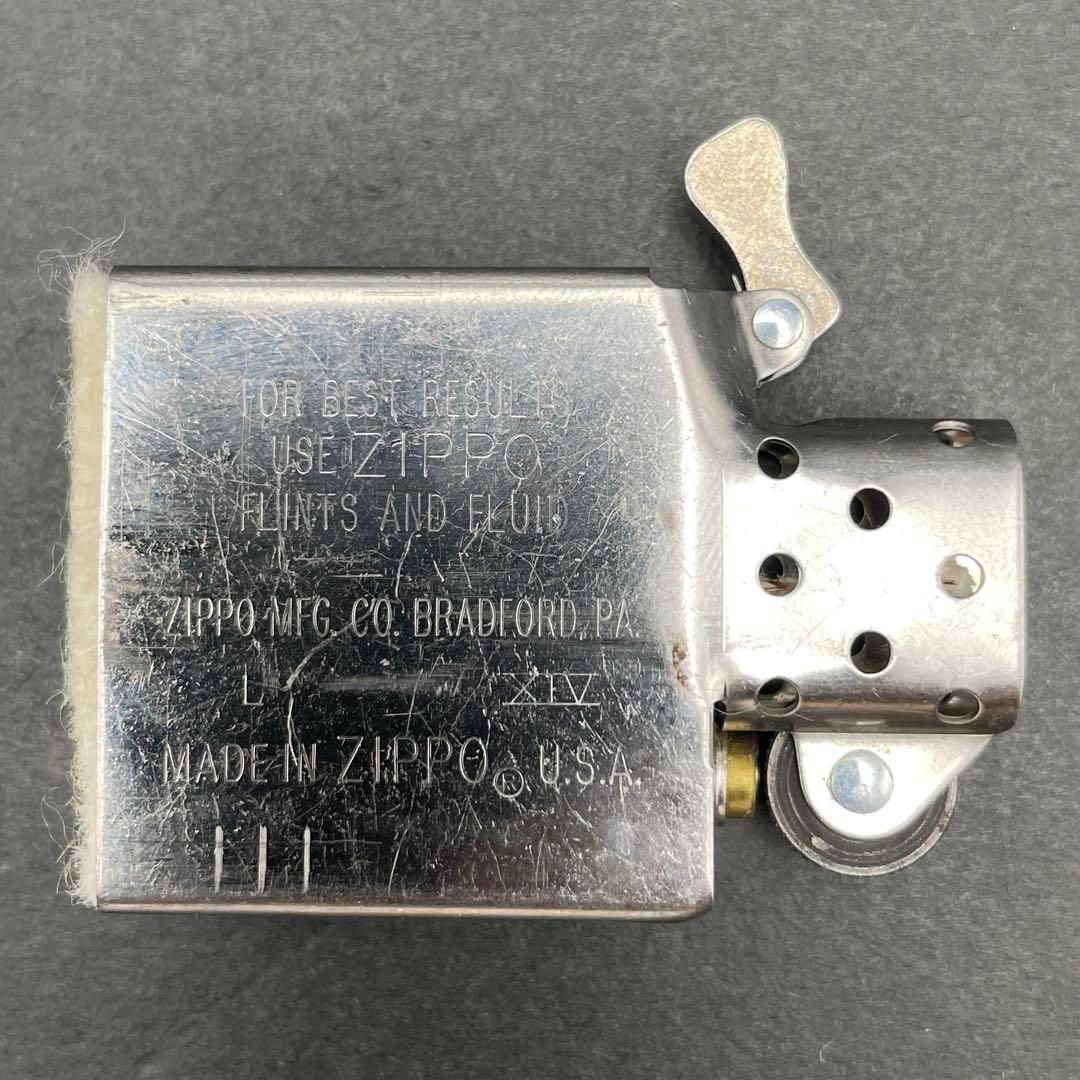 FOR BEST RESULTS
USE ZIPPO
FLINTS AND FLUID
ZIPPO MFG. CO. BRADFORD, PA.
L XIV
MADE IN ZIPPO® U.S.A.